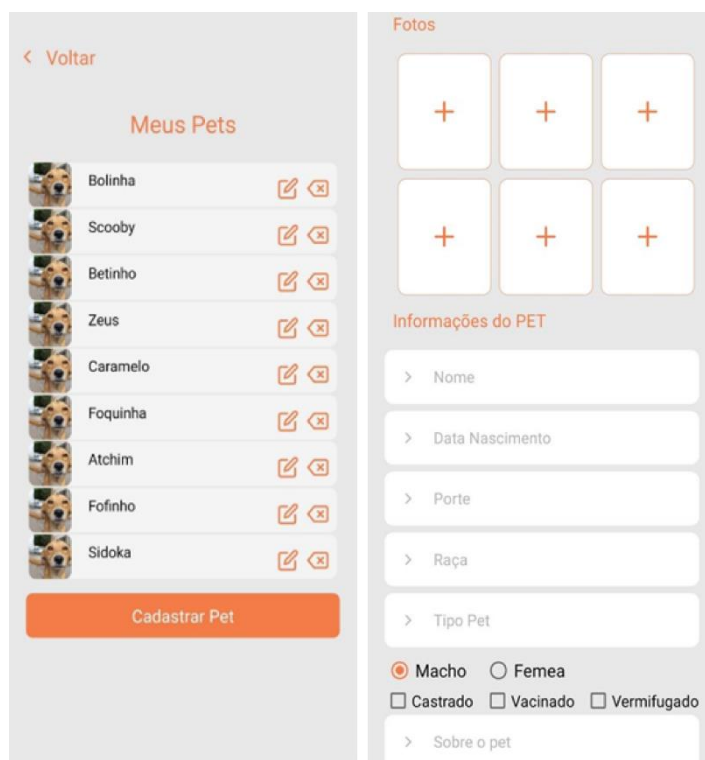 Voltar
Meus Pets
Bolinha
Scooby
Betinho
Zeus
Caramelo
Foquinha
Atchim
Fofinho
Sidoka
Cadastrar Pet
Fotos
Informações do PET
Nome
Data Nascimento
Porte
Raça
Tipo Pet
Macho Femea
Castrado Vacinado Vermifugado
Sobre o pet